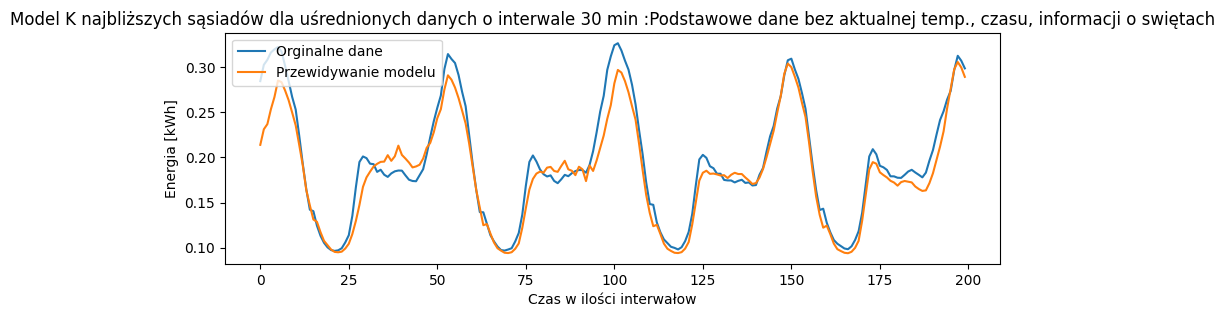 Model K najbliższych sąsiadów dla uśrednionych danych o interwale 30 min :Podstawowe dane bez aktualnej temp., czasu, informacji o swiętach
Orginalne dane
Przewidywanie modelu
Energia [kWh]
0.30
0.25
0.20
0.15
0.10
0
25
50
75
100
125
150
175
200
Czas w ilości interwałow